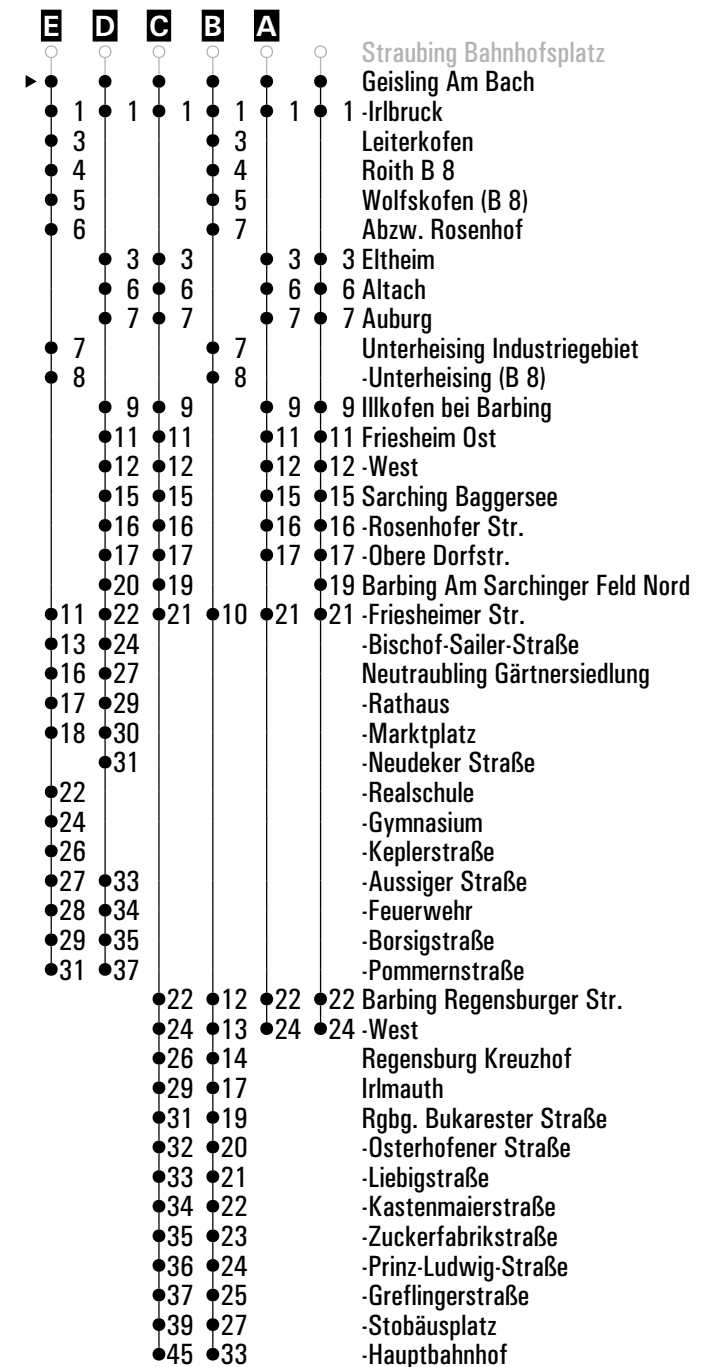 E D C B A
Straubing Bahnhofsplatz
Geisling Am Bach
1 1 1 1 1 1 -Irlbruck
3 3 Leiterkofen
4 4 Roith B 8
5 5 Wolfskofen (B 8)
6 7 Abzw. Rosenhof
3 3 3 3 Eltheim
6 6 6 6 Altach
7 7 7 7 Auburg
7 7 Unterheising Industriegebiet
8 8 -Unterheising (B 8)
9 9 9 9 Illkofen bei Barbing
11 11 11 11 Friesheim Ost
12 12 12 12 -West
15 15 15 15 Sarching Baggersee
16 16 16 16 -Rosenhofer Str.
17 17 17 17 -Obere Dorfstr.
20 19 19 Barbing Am Sarchinger Feld Nord
11 22 21 10 21 21 -Friesheimer Str.
13 24 -Bischof-Sailer-Straße
16 27 Neutraubling Gärtnersiedlung
17 29 -Rathaus
18 30 -Marktplatz
31 -Neudeker Straße
22 -Realschule
24 -Gymnasium
26 -Keplerstraße
27 33 -Aussiger Straße
28 34 -Feuerwehr
29 35 -Borsigstraße
31 37 -Pommernstraße
22 12 22 22 Barbing Regensburger Str.
24 13 24 24 -West
26 14 Regensburg Kreuzhof
29 17 Irlmauth
31 19 Rgbg. Bukarester Straße
32 20 -Osterhofener Straße
33 21 -Liebigstraße
34 22 -Kastenmaierstraße
35 23 -Zuckerfabrikstraße
36 24 -Prinz-Ludwig-Straße
37 25 -Greflingerstraße
39 27 -Stobäusplatz
45 33 -Hauptbahnhof